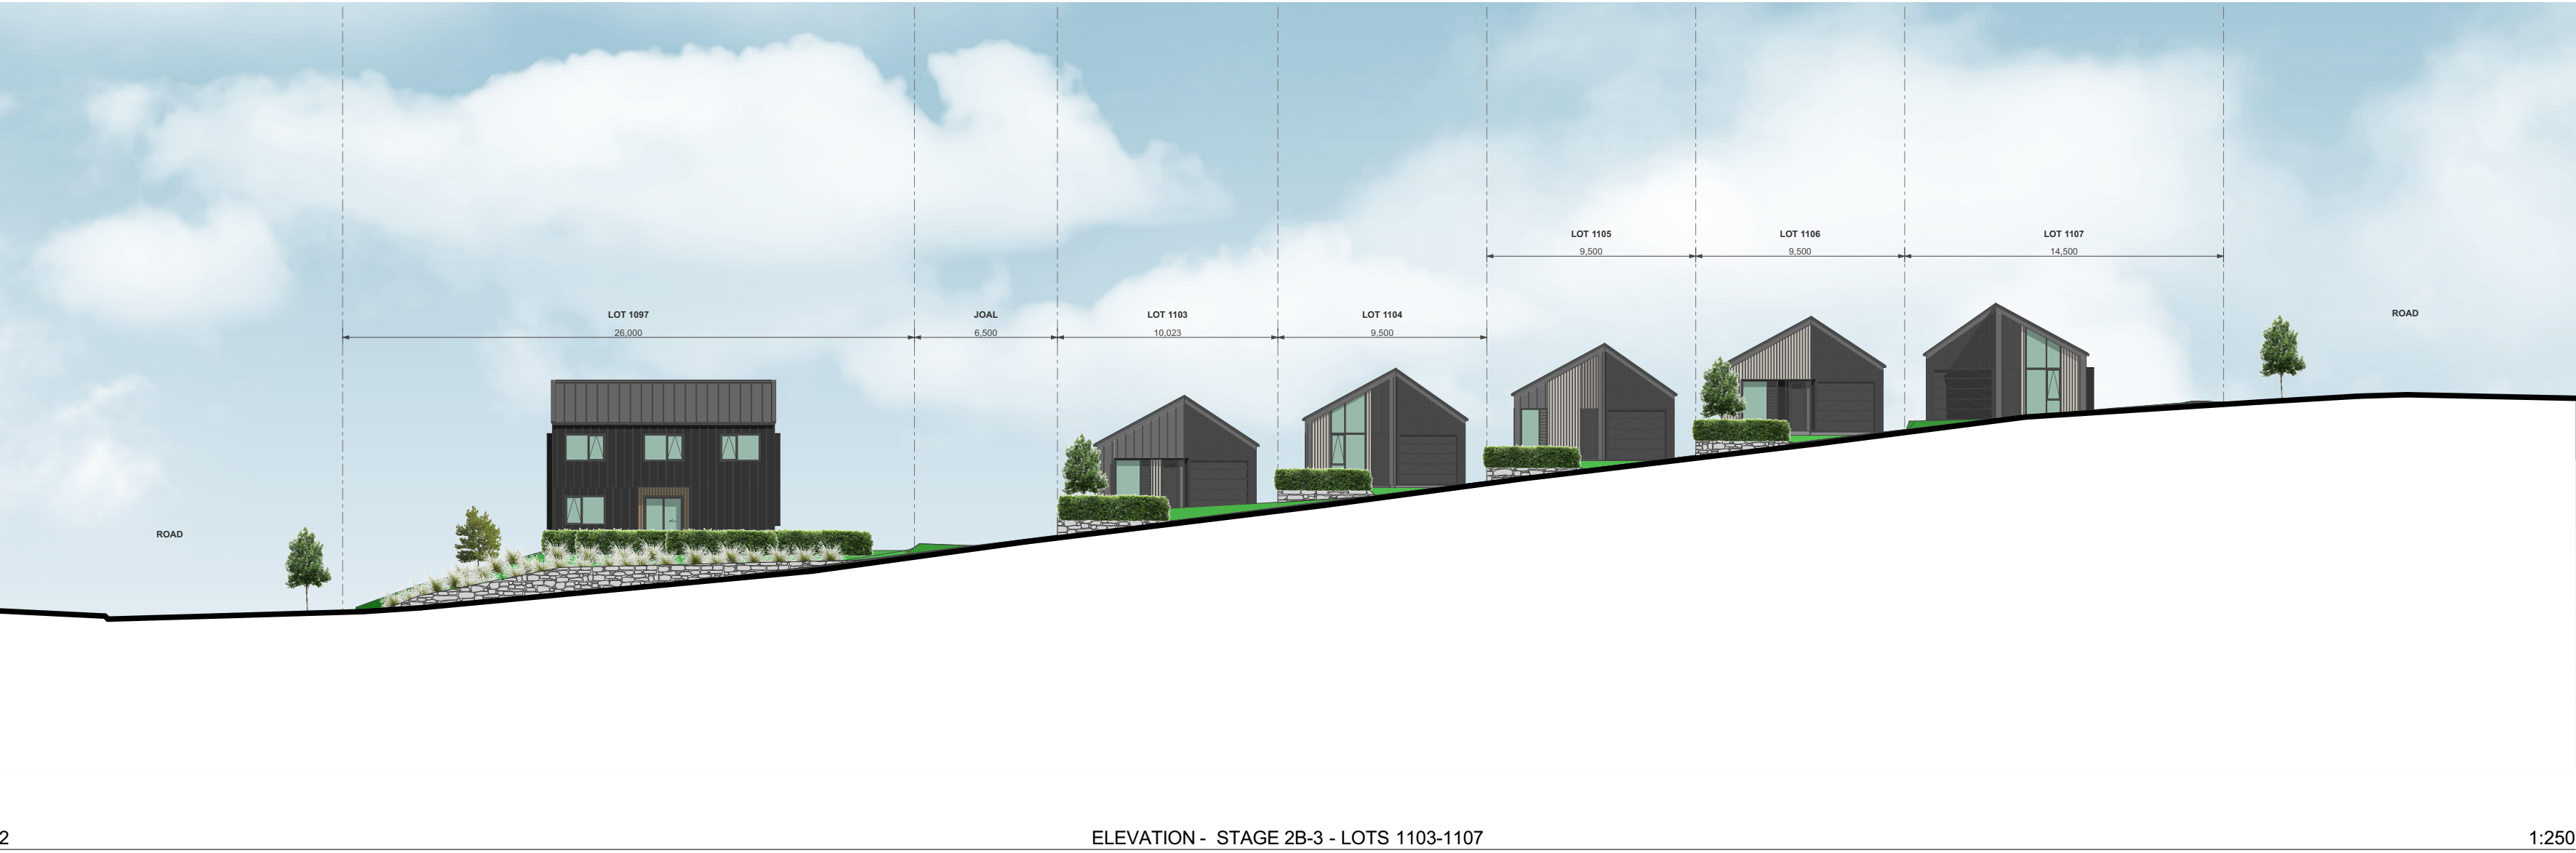 LOT 1105
9,500
LOT 1106
9,500
LOT 1107
14,500
LOT 1097
26,000
JOAL
6,500
LOT 1103
10,023
LOT 1104
9,500
ROAD
ROAD
2
ELEVATION - STAGE 2B-3 - LOTS 1103-1107
1:250